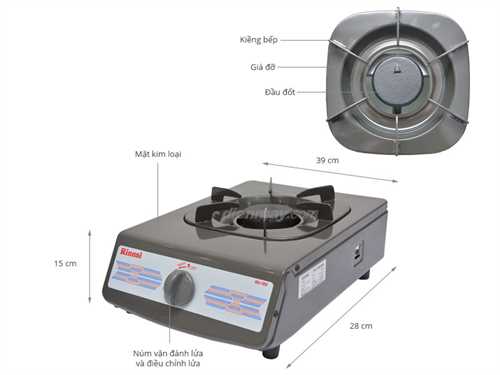 Kiềng bếp
Giá đỡ
Đầu đốt
39 cm
Mặt kim loại
15 cm
Rinnai
28 cm
Núm vặn đánh lửa
và điều chỉnh lửa